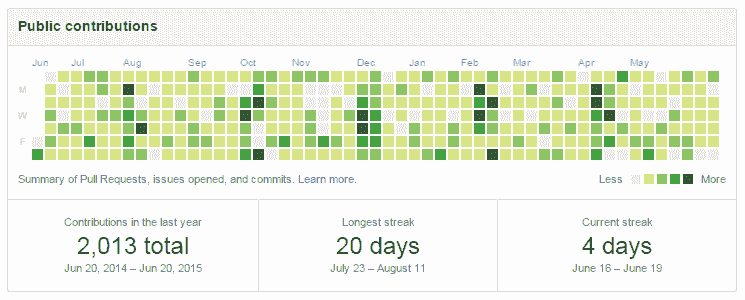 Public contributions
Jun Jul Aug Sep Oct Nov Dec Jan Feb Mar Apr May
M
W
F
Summary of Pull Requests, issues opened, and commits. Learn more. Less More
Contributions in the last year Longest streak Current streak
2,013 total 20 days 4 days
Jun 20, 2014 – Jun 20, 2015 July 23 – August 11 June 16 – June 19